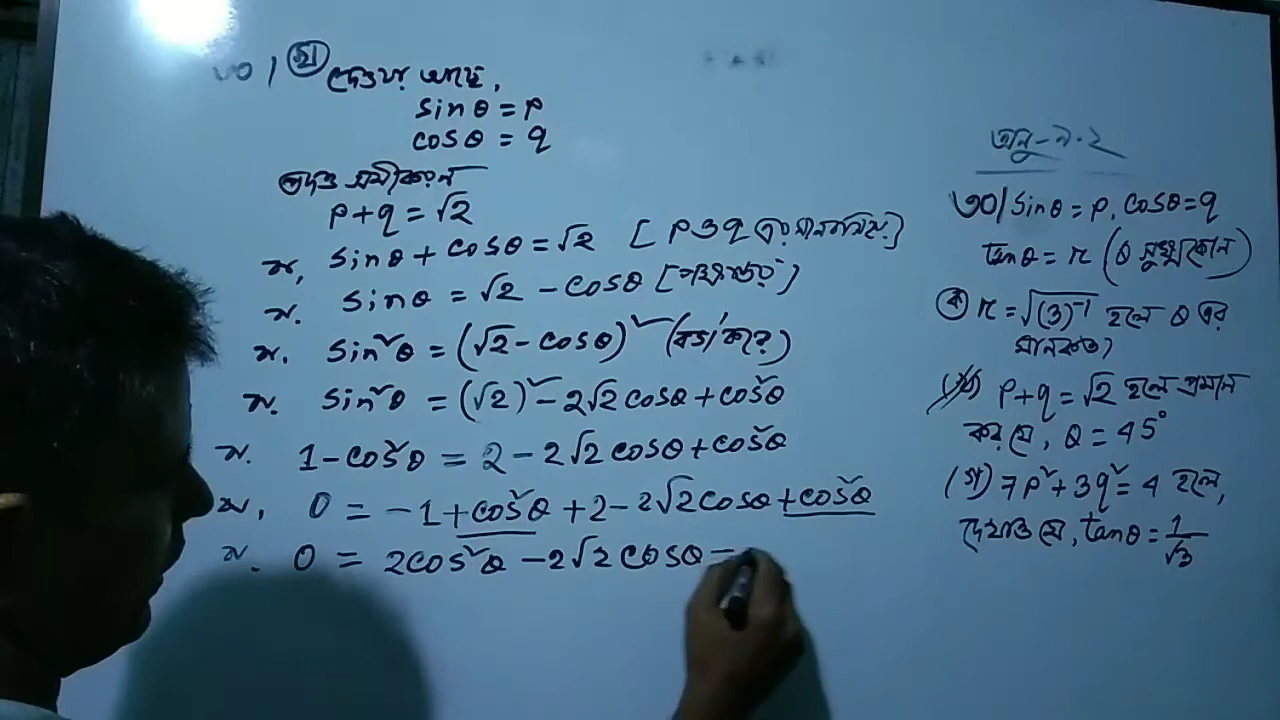 ৩০। (খ) দেওয়া আছে,
sinθ = p
cosθ = q
প্রদত্ত সমীকরণ
p+q = √2
বা, sinθ + cosθ = √2 [p ও q এর মান বসিয়ে]
বা, sinθ = √2 - cosθ [পক্ষান্তর]
বা, sin²θ = (√2 - cosθ)² (বর্গ করে)
বা, sin²θ = (√2)² - 2√2 cosθ + cos²θ
বা, 1 - cos²θ = 2 - 2√2 cosθ + cos²θ
বা, 0 = -1 + cos²θ + 2 - 2√2 cosθ + cos²θ
বা, 0 = 2cos²θ - 2√2 cosθ
অনু-৯.২
৩০। sinθ = p, cosθ = q
tanθ = r (θ সূক্ষ্মকোণ)
(ক) r = √(3)⁻¹ হলে θ এর
মান কত?
(খ) p+q = √2 হলে প্রমান
কর যে, θ = 45°
(গ) 7p² + 3q² = 4 হলে,
দেখাও যে, tanθ = 1/√3